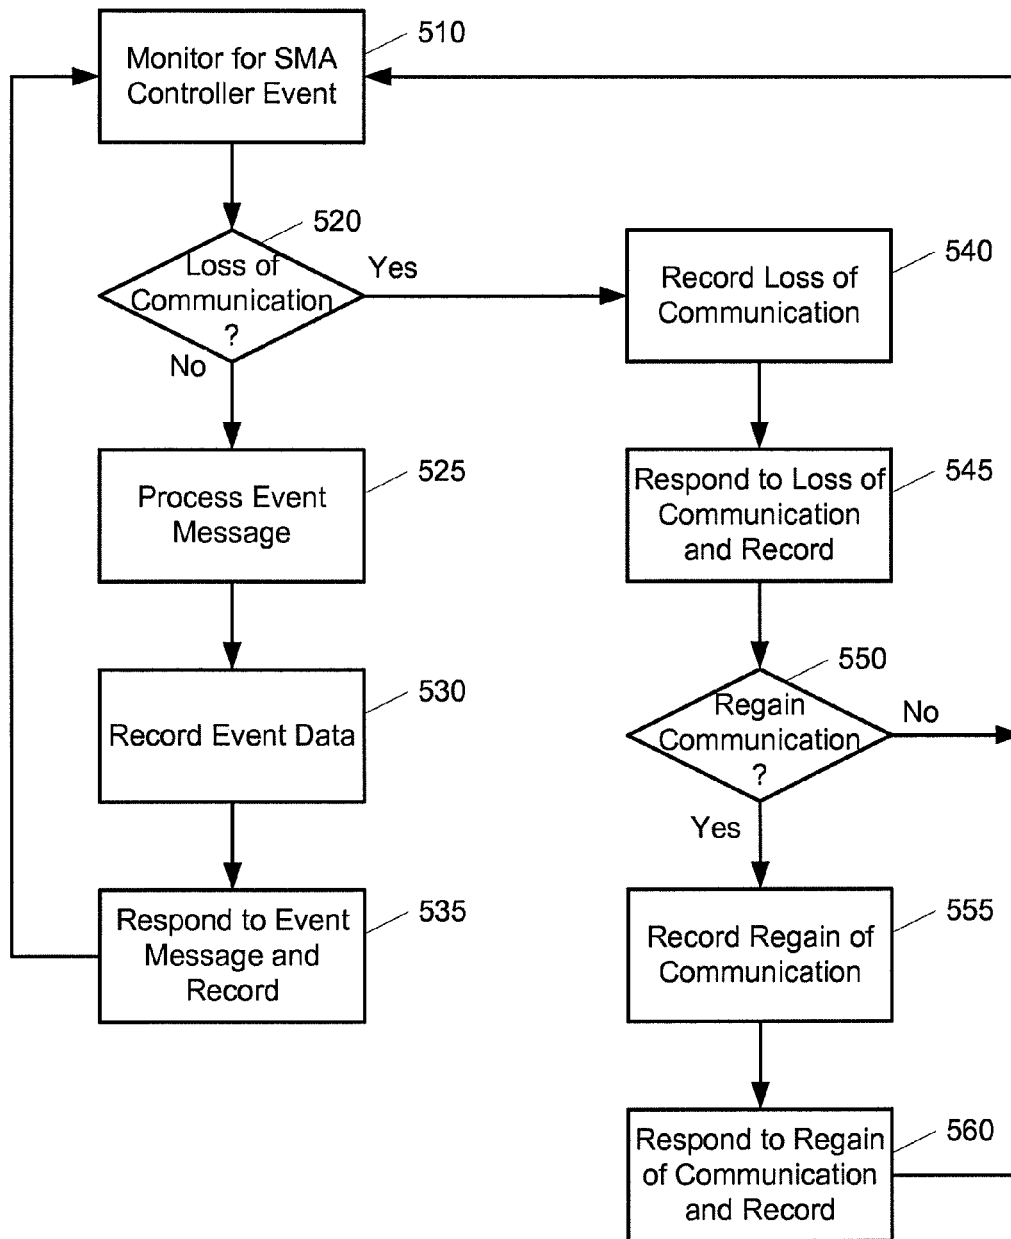 510
Monitor for SMA
Controller Event
520
Loss of
Communication
?
Yes
No
540
Record Loss of
Communication
525
Process Event
Message
545
Respond to Loss of
Communication
and Record
530
Record Event Data
550
Regain
Communication
?
No
Yes
535
Respond to Event
Message and
Record
555
Record Regain of
Communication
560
Respond to Regain
of Communication
and Record